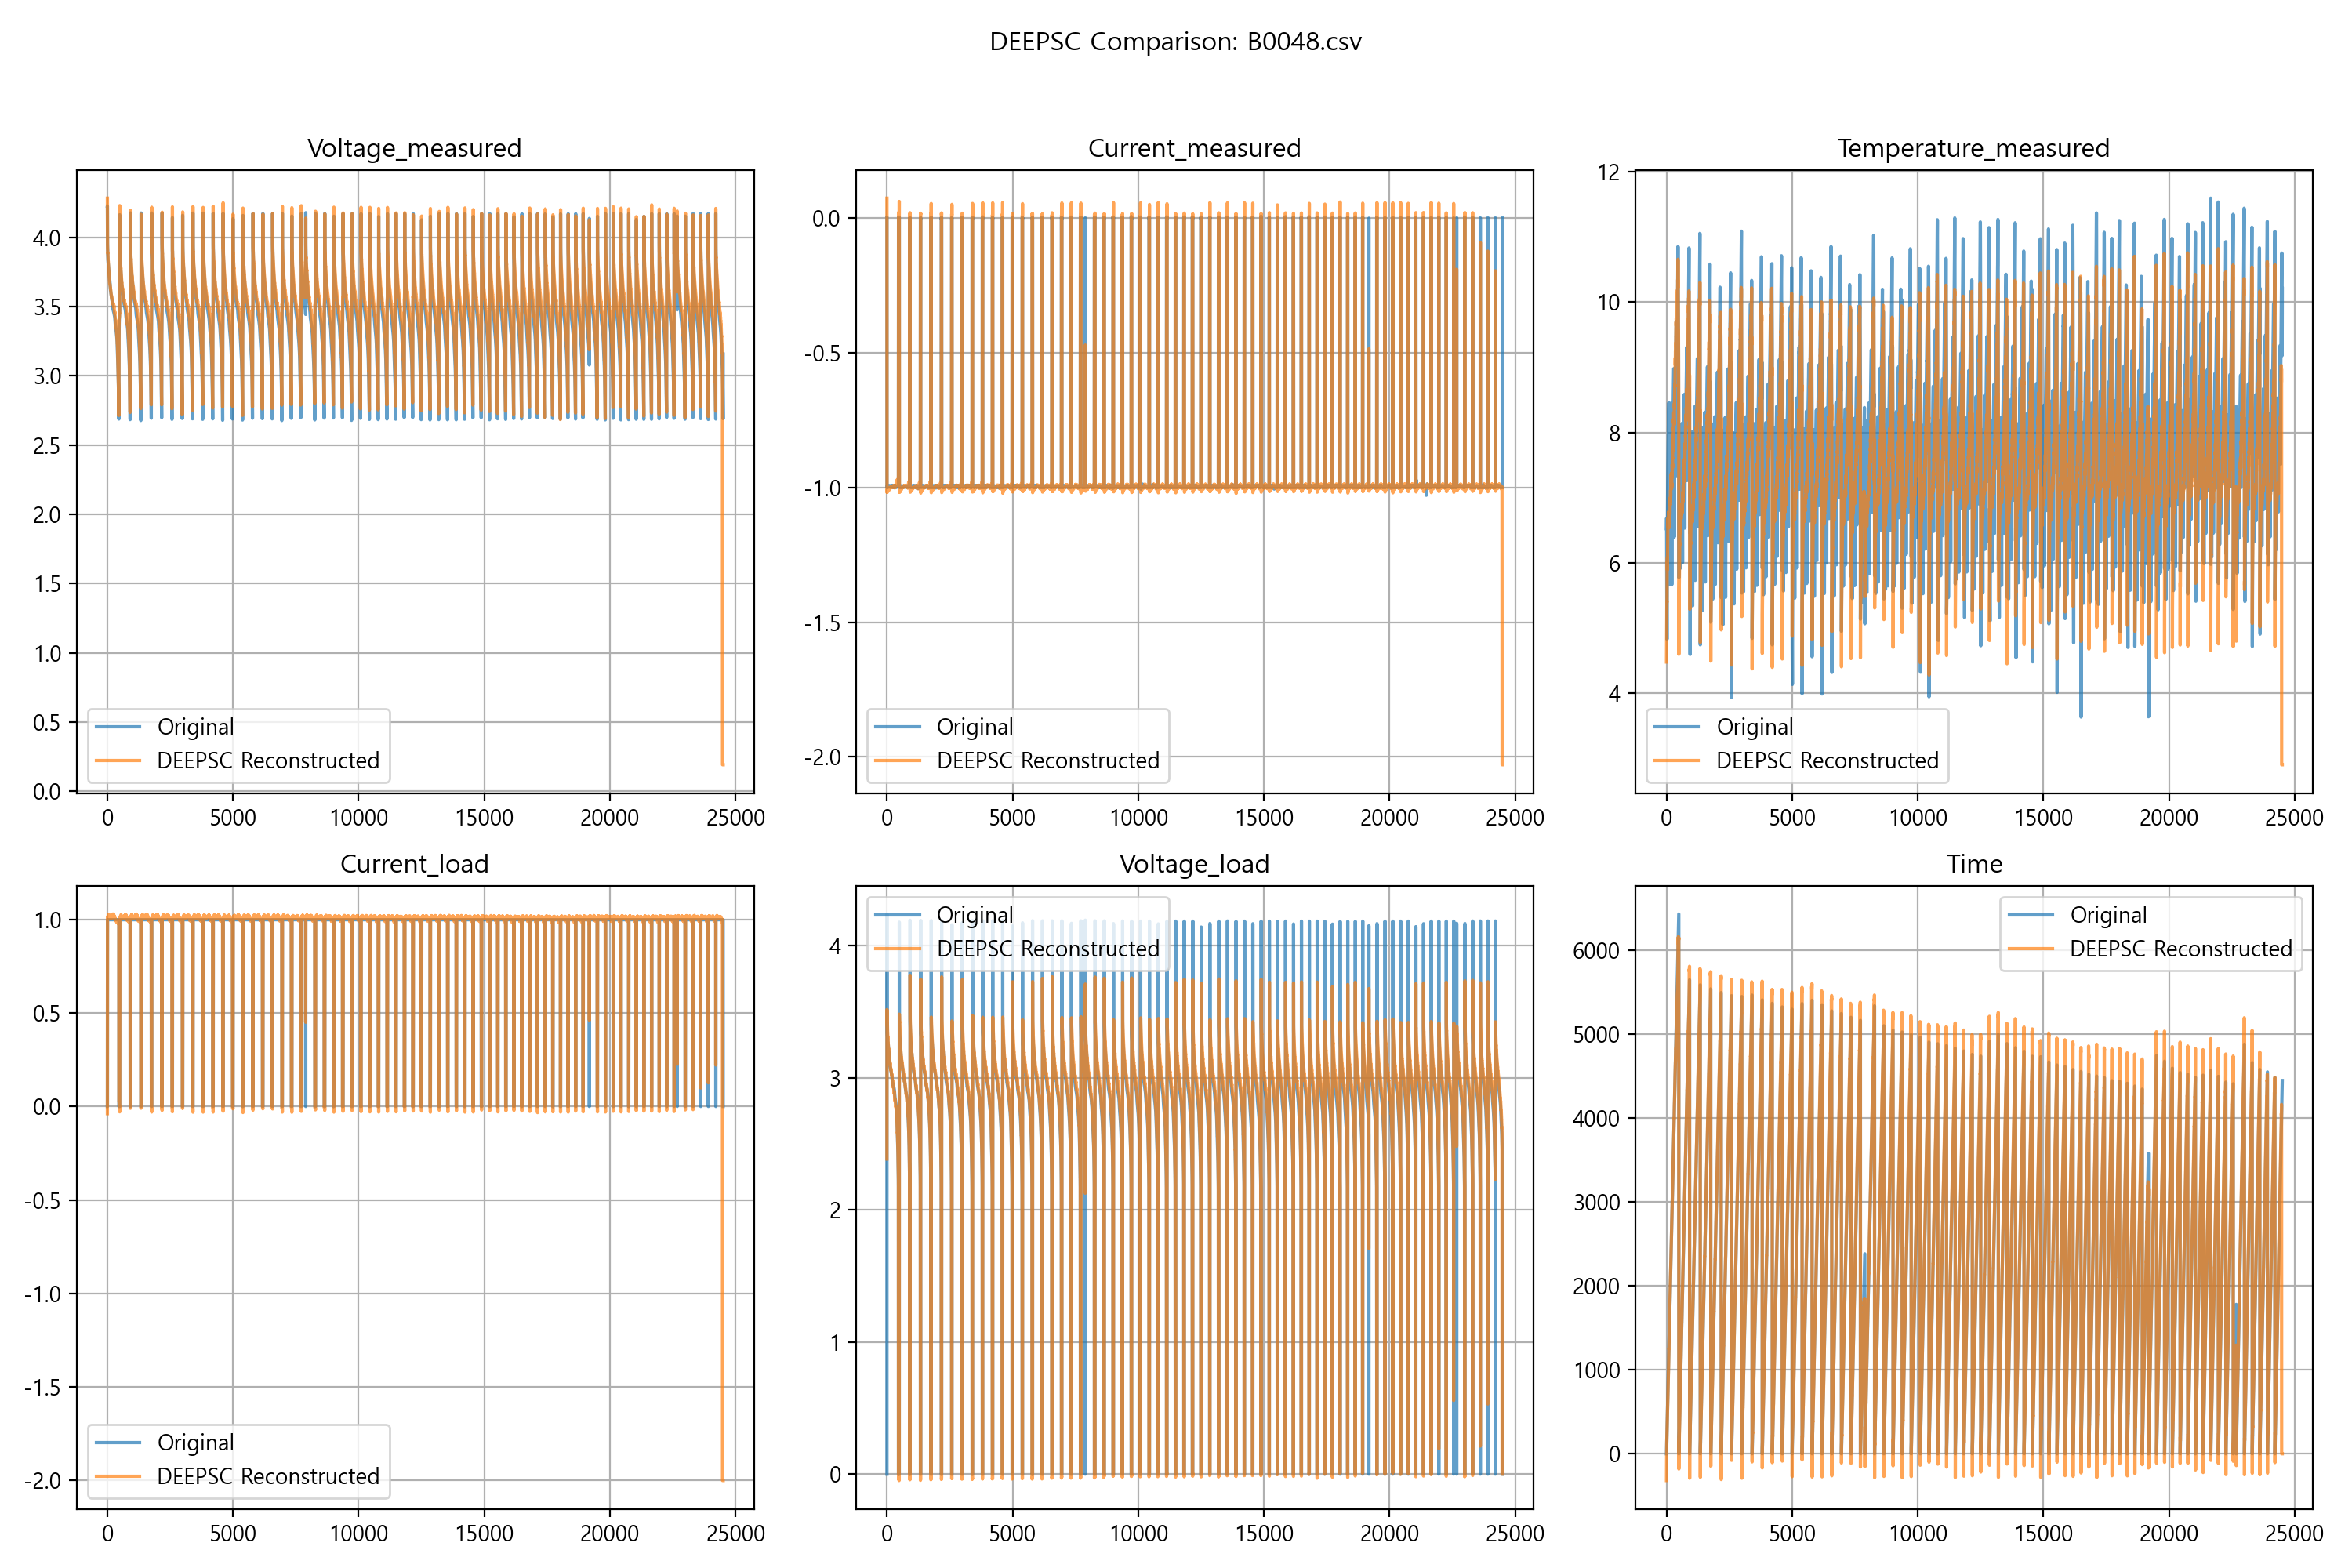 DEEPSC Comparison: B0048.csv
Voltage_measured
4.0
3.5
3.0
2.5
2.0
1.5
1.0
0.5
0.0
Original
DEEPSC Reconstructed
0 5000 10000 15000 20000 25000
Current_measured
0.0
-0.5
-1.0
-1.5
-2.0
Original
DEEPSC Reconstructed
0 5000 10000 15000 20000 25000
Temperature_measured
12
10
8
6
4
Original
DEEPSC Reconstructed
0 5000 10000 15000 20000 25000
Current_load
1.0
0.5
0.0
-0.5
-1.0
-1.5
-2.0
Original
DEEPSC Reconstructed
0 5000 10000 15000 20000 25000
Voltage_load
Original
DEEPSC Reconstructed
4
3
2
1
0
0 5000 10000 15000 20000 25000
Time
Original
DEEPSC Reconstructed
6000
5000
4000
3000
2000
1000
0
0 5000 10000 15000 20000 25000